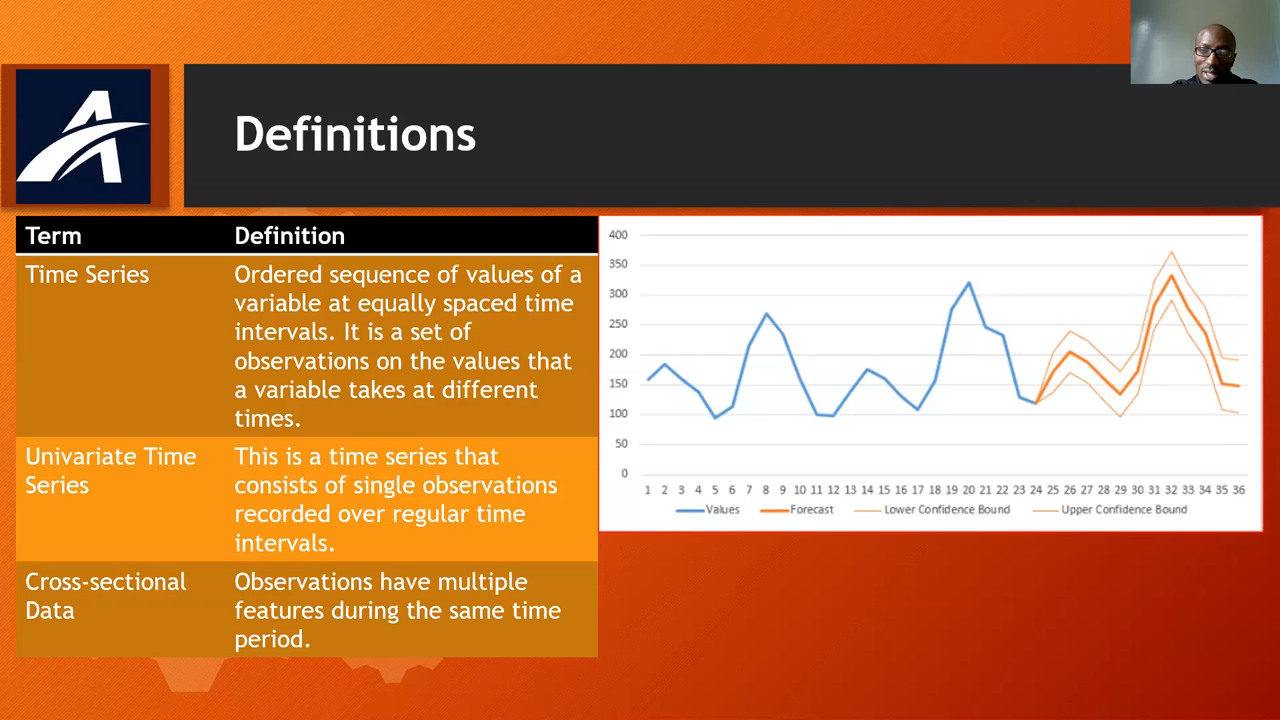 Definitions
Term Definition
Time Series
Ordered sequence of values of a
variable at equally spaced time
intervals. It is a set of
observations on the values that
a variable takes at different
times.
Univariate Time
Series
This is a time series that
consists of single observations
recorded over regular time
intervals.
Cross-sectional
Data
Observations have multiple
features during the same time
period.
400
350
300
250
200
150
100
50
0
1 2 3 4 5 6 7 8 9 10 11 12 13 14 15 16 17 18 19 20 21 22 23 24 25 26 27 28 29 30 31 32 33 34 35 36
Values Forecast Lower Confidence Bound Upper Confidence Bound